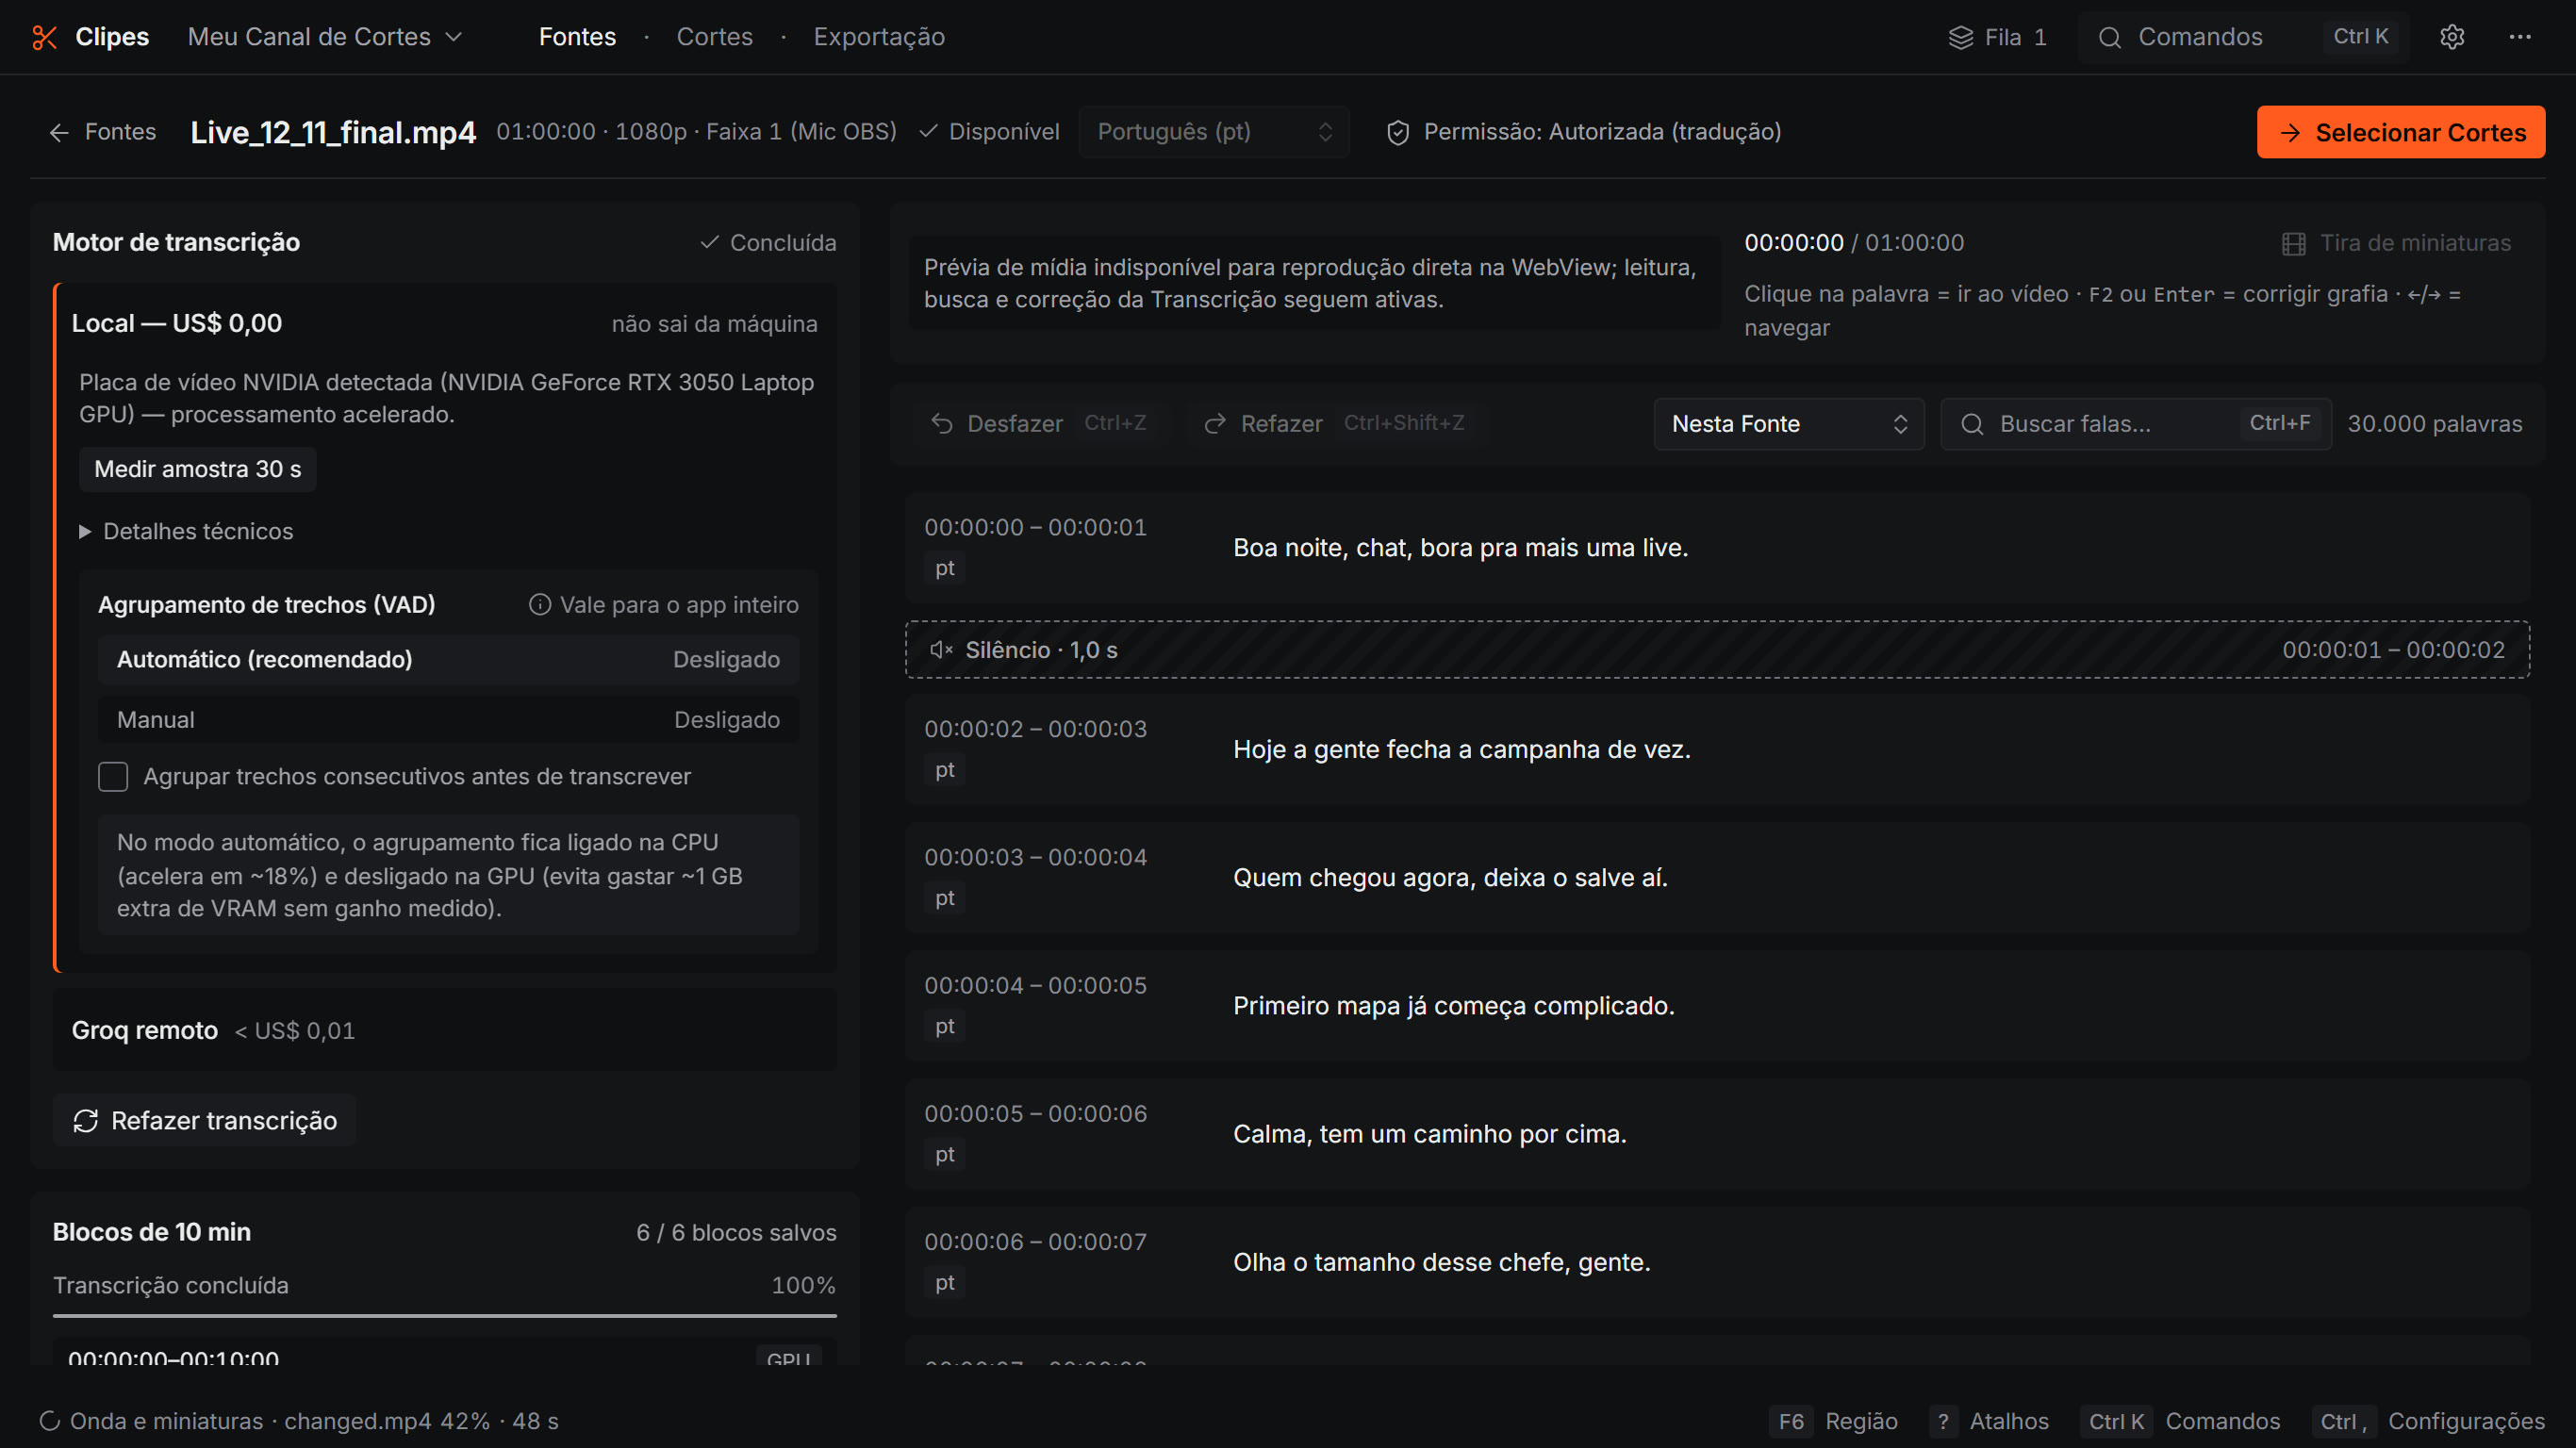 Clipes Meu Canal de Cortes Fontes · Cortes · Exportação Fila 1 Comandos Ctrl K
Fontes Live_12_11_final.mp4 01:00:00 · 1080p · Faixa 1 (Mic OBS) Disponível Português (pt) Permissão: Autorizada (tradução) Selecionar Cortes
Motor de transcrição Concluída
Local — US$ 0,00 não sai da máquina
Placa de vídeo NVIDIA detectada (NVIDIA GeForce RTX 3050 Laptop
GPU) — processamento acelerado.
Medir amostra 30 s
Detalhes técnicos
Agrupamento de trechos (VAD) Vale para o app inteiro
Automático (recomendado) Desligado
Manual Desligado
Agrupar trechos consecutivos antes de transcrever
No modo automático, o agrupamento fica ligado na CPU
(acelera em ~18%) e desligado na GPU (evita gastar ~1 GB
extra de VRAM sem ganho medido).
Groq remoto < US$ 0,01
Refazer transcrição
Blocos de 10 min 6 / 6 blocos salvos
Transcrição concluída 100%
00:00:00–00:10:00 GPU
Prévia de mídia indisponível para reprodução direta na WebView; leitura,
busca e correção da Transcrição seguem ativas.
00:00:00 / 01:00:00 Tira de miniaturas
Clique na palavra = ir ao vídeo · F2 ou Enter = corrigir grafia · ←/→ =
navegar
Desfazer Ctrl+Z Refazer Ctrl+Shift+Z Nesta Fonte Buscar falas... Ctrl+F 30.000 palavras
00:00:00 – 00:00:01
pt
Boa noite, chat, bora pra mais uma live.
Silêncio · 1,0 s 00:00:01 – 00:00:02
00:00:02 – 00:00:03
pt
Hoje a gente fecha a campanha de vez.
00:00:03 – 00:00:04
pt
Quem chegou agora, deixa o salve aí.
00:00:04 – 00:00:05
pt
Primeiro mapa já começa complicado.
00:00:05 – 00:00:06
pt
Calma, tem um caminho por cima.
00:00:06 – 00:00:07
pt
Olha o tamanho desse chefe, gente.
Onda e miniaturas · changed.mp4 42% · 48 s F6 Região ? Atalhos Ctrl K Comandos Ctrl , Configurações